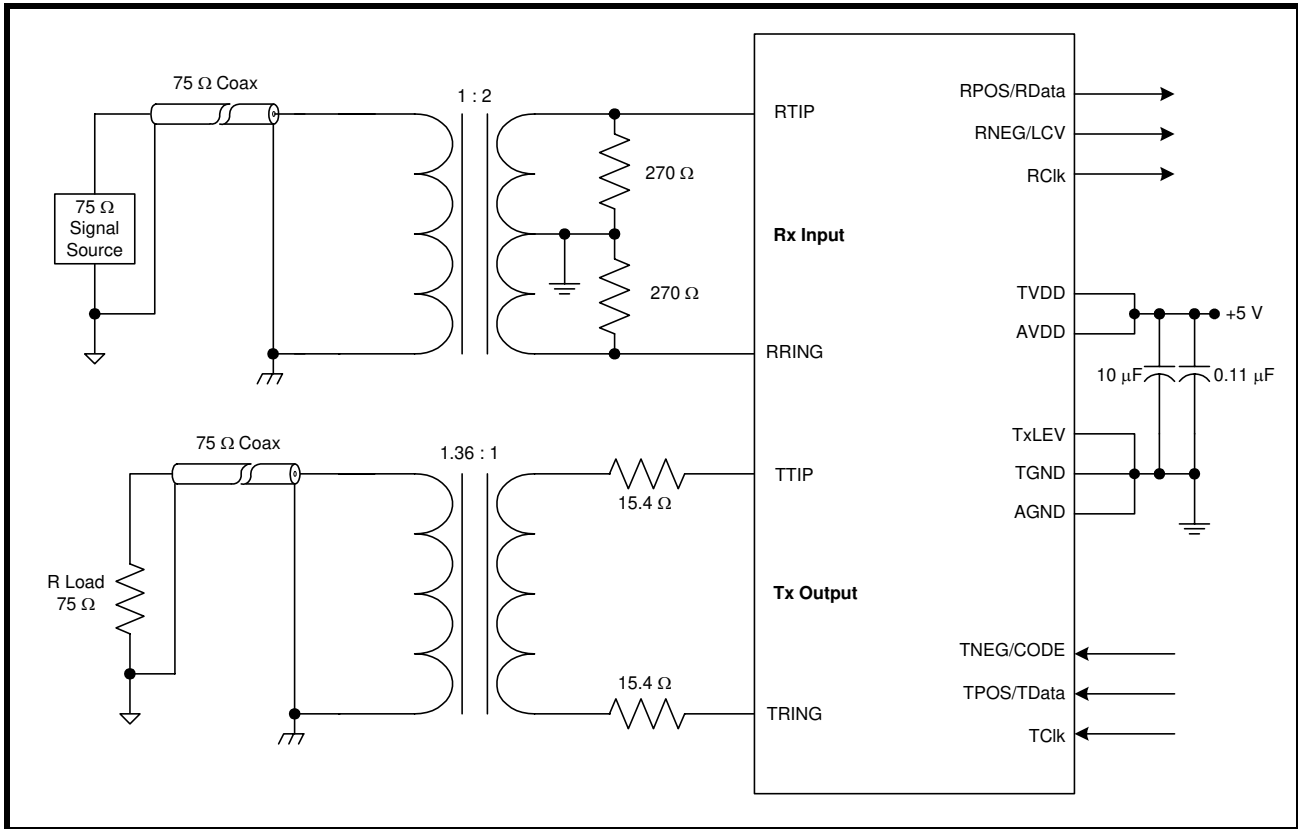 75 Ω Coax
1 : 2
75 Ω
Signal
Source
270 Ω
270 Ω
RTIP
Rx Input
RRING
RPOS/RData
RNEG/LCV
RClk
TVDD
AVDD
+5 V
10 μF
0.11 μF
TxLEV
TGND
AGND
75 Ω Coax
1.36 : 1
R Load
75 Ω
15.4 Ω
15.4 Ω
TTIP
Tx Output
TRING
TNEG/CODE
TPOS/TData
TClk